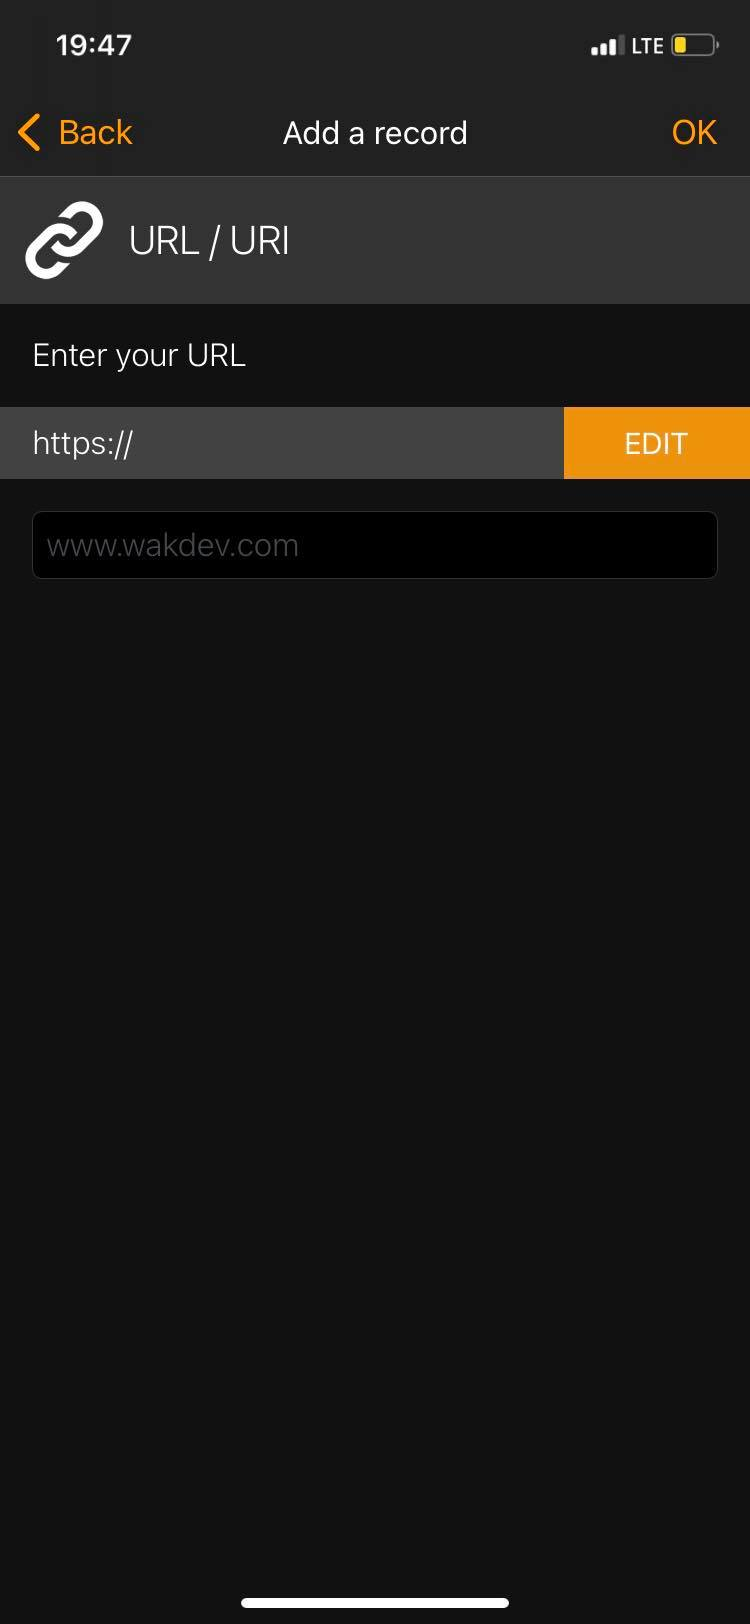 19:47 LTE
Back Add a record OK
URL / URI
Enter your URL
https:// EDIT
www.wakdev.com